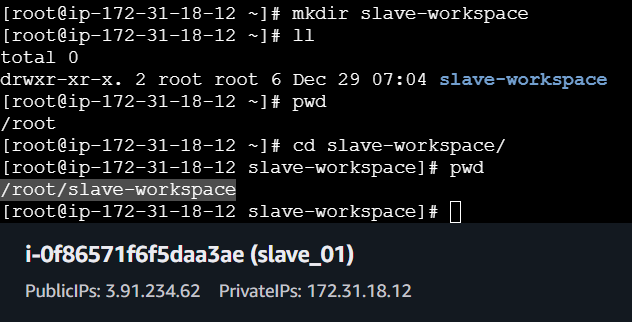 [root@ip-172-31-18-12 ~]# mkdir slave-workspace
[root@ip-172-31-18-12 ~]# ll
total 0
drwxr-xr-x. 2 root root 6 Dec 29 07:04 slave-workspace
[root@ip-172-31-18-12 ~]# pwd
/root
[root@ip-172-31-18-12 ~]# cd slave-workspace/
[root@ip-172-31-18-12 slave-workspace]# pwd
/root/slave-workspace
[root@ip-172-31-18-12 slave-workspace]#
i-0f86571f6f5daa3ae (slave_01)
PublicIPs: 3.91.234.62 PrivateIPs: 172.31.18.12